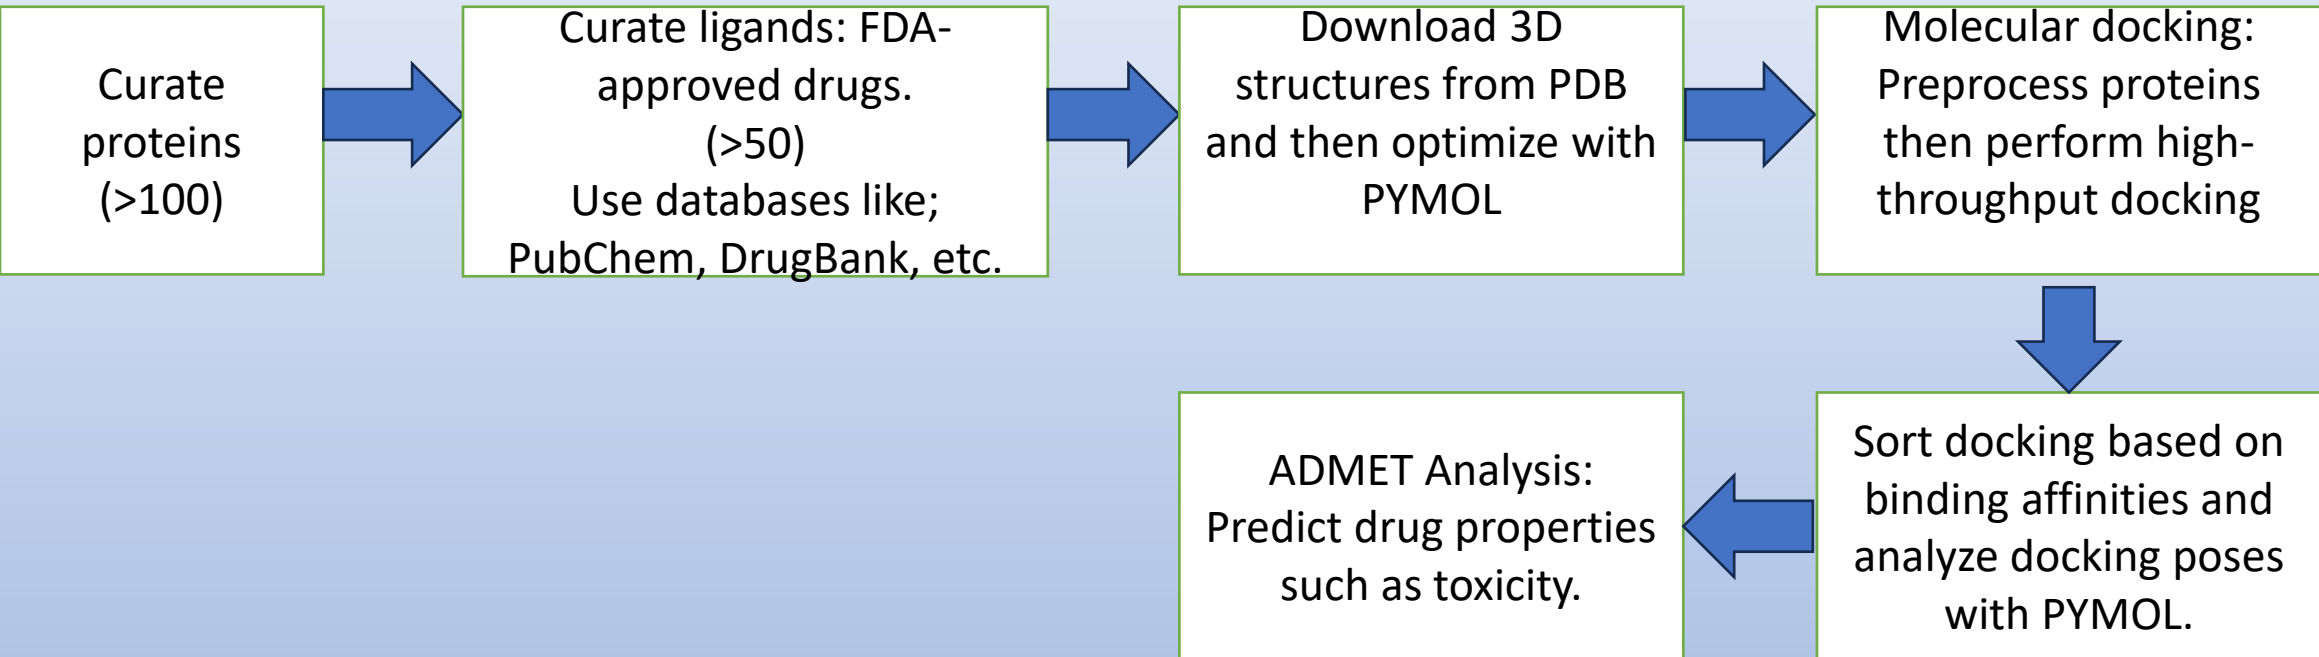 Curate
proteins
(>100)
Curate ligands: FDA-
approved drugs.
(>50)
Use databases like;
PubChem, DrugBank, etc.
Download 3D
structures from PDB
and then optimize with
PYMOL
Molecular docking:
Preprocess proteins
then perform high-
throughput docking
Sort docking based on
binding affinities and
analyze docking poses
with PYMOL.
ADMET Analysis:
Predict drug properties
such as toxicity.